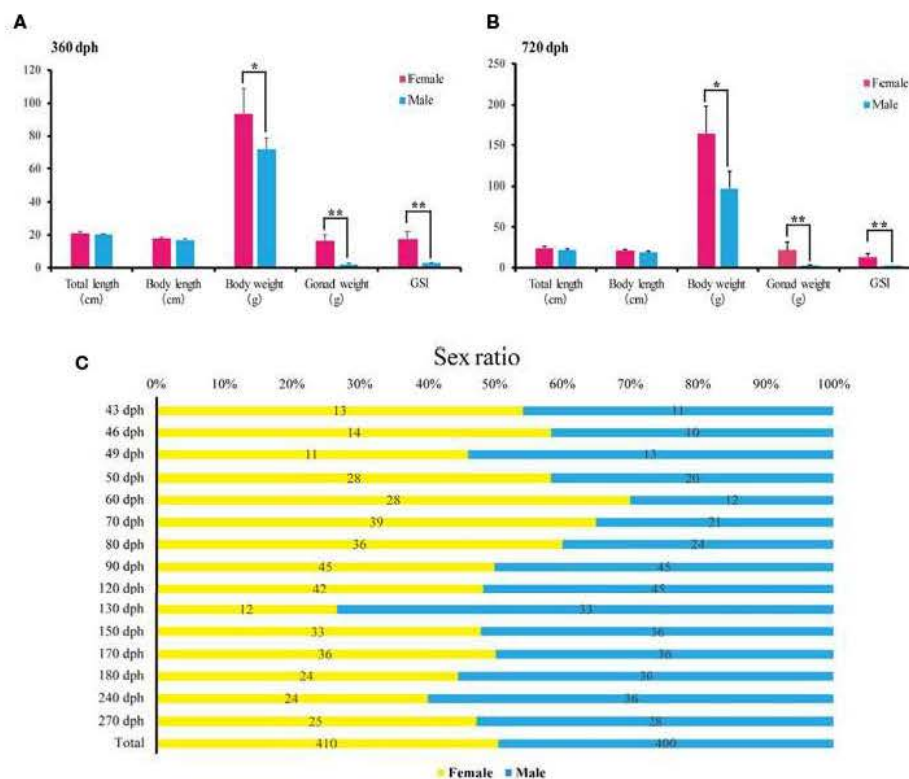 A
360 dph
120
100
80
60
40
20
0
*
**
**
Female
Male
Total length (cm)
Body length (cm)
Body weight (g)
Gonad weight (g)
GSI
B
720 dph
250
200
150
100
50
0
*
**
**
Female
Male
Total length (cm)
Body length (cm)
Body weight (g)
Gonad weight (g)
GSI
C
Sex ratio
0% 10% 20% 30% 40% 50% 60% 70% 80% 90% 100%
43 dph 13 11
46 dph 14 10
49 dph 11 13
50 dph 28 20
60 dph 28 12
70 dph 39 21
80 dph 36 24
90 dph 45 45
120 dph 42 45
130 dph 12 33
150 dph 33 36
170 dph 36 36
180 dph 24 30
240 dph 24 36
270 dph 25 28
Total 410 400
Female Male